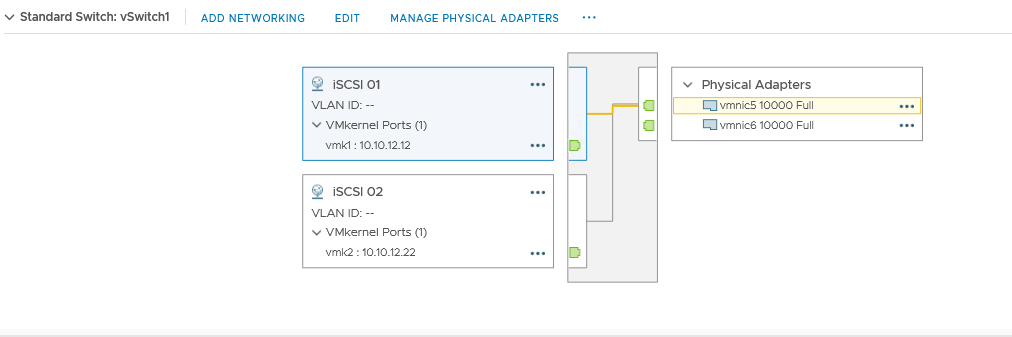 Standard Switch: vSwitch1 ADD NETWORKING EDIT MANAGE PHYSICAL ADAPTERS ...
iSCSI 01 ...
VLAN ID: --
VMkernel Ports (1)
vmk1 : 10.10.12.12 ...
iSCSI 02 ...
VLAN ID: --
VMkernel Ports (1)
vmk2 : 10.10.12.22 ...
Physical Adapters
vmnic5 10000 Full ...
vmnic6 10000 Full ...